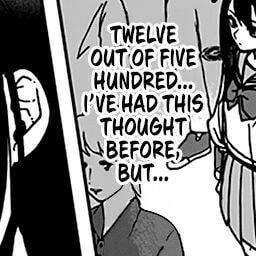 TWELVE
OUT OF FIVE
HUNDRED...
I'VE HAD THIS
THOUGHT
BEFORE,
BUT...